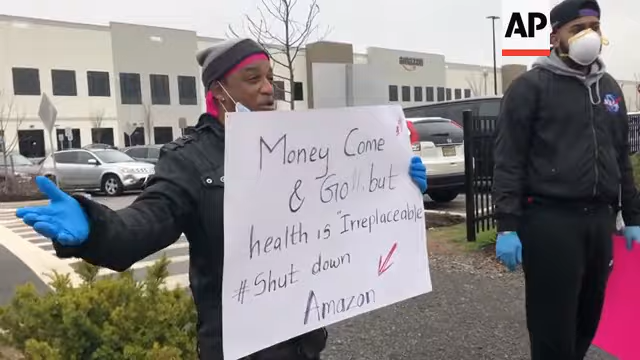 AP
amazon
Money Come
& Go!!. but
health is "Irreplaceable
# Shut down
Amazon